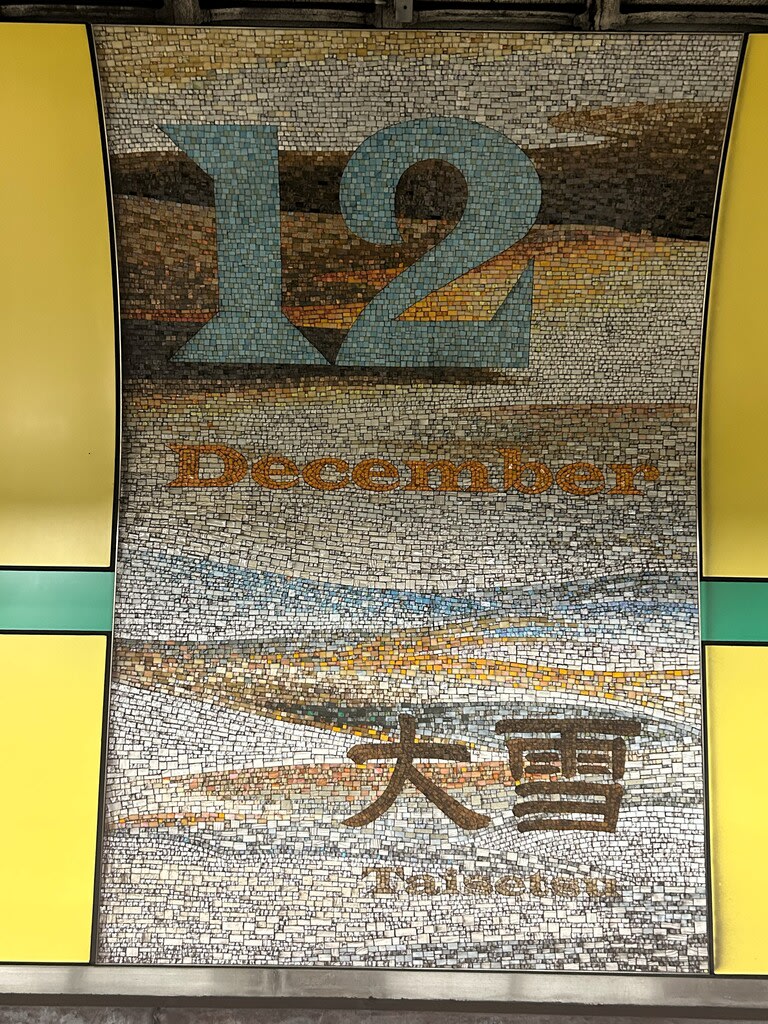 12
December
大雪
Taisetsu